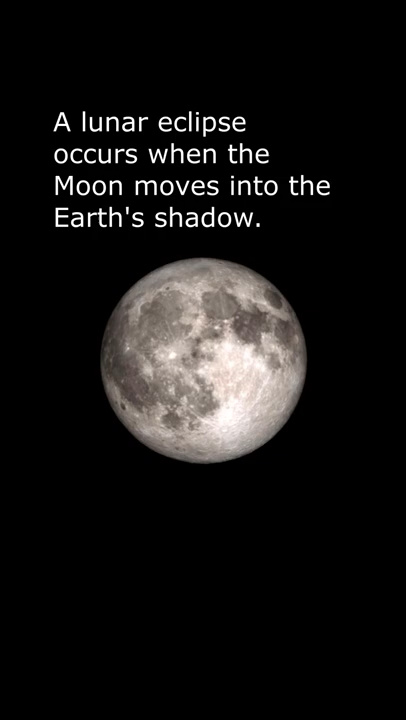 A lunar eclipse
occurs when the
Moon moves into the
Earth's shadow.